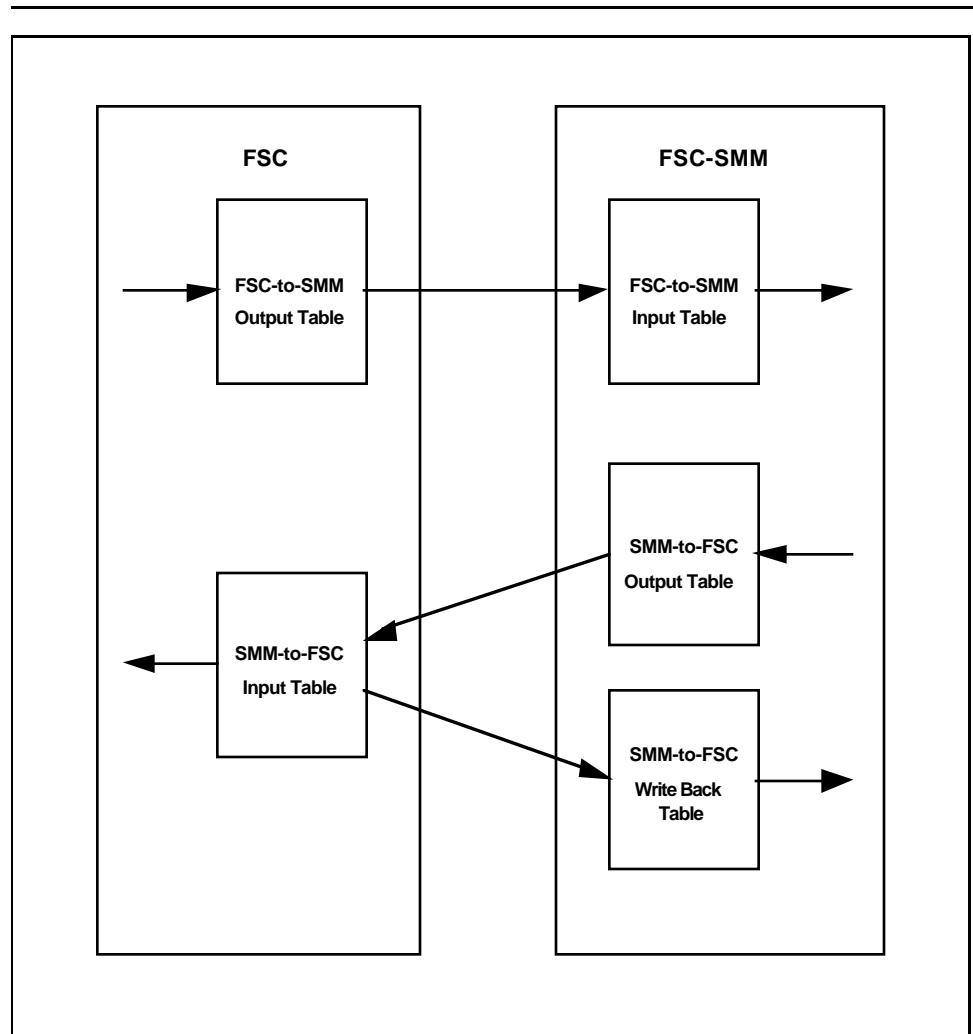 FSC
FSC-SMM
FSC-to-SMM
Output Table
FSC-to-SMM
Input Table
SMM-to-FSC
Output Table
SMM-to-FSC
Input Table
SMM-to-FSC
Write Back
Table